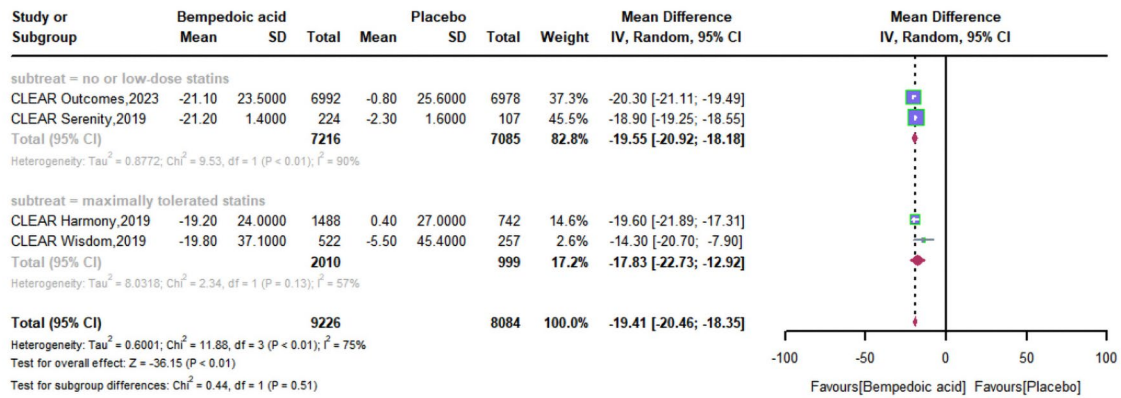 Study or Bempedoic acid Placebo Mean Difference Mean Difference
Subgroup Mean SD Total Mean SD Total Weight IV, Random, 95% CI IV, Random, 95% CI
subtreat = no or low-dose statins
CLEAR Outcomes,2023 -21.10 23.5000 6992 -0.80 25.6000 6978 37.3% -20.30 [-21.11; -19.49]
CLEAR Serenity,2019 -21.20 1.4000 224 -2.30 1.6000 107 45.5% -18.90 [-19.25; -18.55]
Total (95% CI) 7216 7085 82.8% -19.55 [-20.92; -18.18]
Heterogeneity: Tau² = 0.8772; Chi² = 9.53, df = 1 (P < 0.01); I² = 90%
subtreat = maximally tolerated statins
CLEAR Harmony,2019 -19.20 24.0000 1488 0.40 27.0000 742 14.6% -19.60 [-21.89; -17.31]
CLEAR Wisdom,2019 -19.80 37.1000 522 -5.50 45.4000 257 2.6% -14.30 [-20.70; -7.90]
Total (95% CI) 2010 999 17.2% -17.83 [-22.73; -12.92]
Heterogeneity: Tau² = 8.0318; Chi² = 2.34, df = 1 (P = 0.13); I² = 57%
Total (95% CI) 9226 8084 100.0% -19.41 [-20.46; -18.35]
Heterogeneity: Tau² = 0.6001; Chi² = 11.88, df = 3 (P < 0.01); I² = 75%
Test for overall effect: Z = -36.15 (P < 0.01)
Test for subgroup differences: Chi² = 0.44, df = 1 (P = 0.51)
-100 -50 0 50 100
Favours[Bempedoic acid] Favours[Placebo]